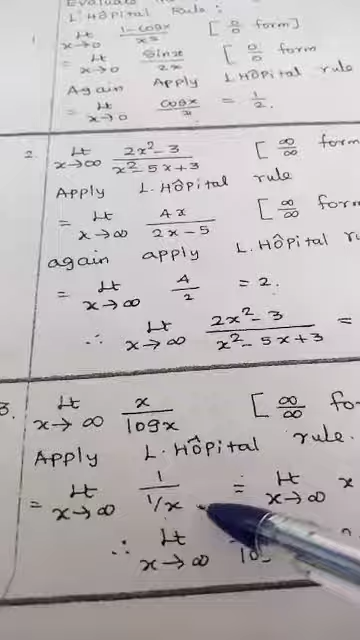 Evaluate
L'Hôpital Rule:
1. Lt x→0 (1-cosx)/x² [0/0 form]
= Lt x→0 sinx/2x [0/0 form
Again Apply L.Hôpital rule
= Lt x→0 cosx/2 = 1/2.
2. Lt x→∞ (2x²-3)/(x²-5x+3) [∞/∞ form
Apply L.Hôpital rule
= Lt x→∞ 4x/(2x-5) [∞/∞ form
again apply L.Hôpital
= Lt x→∞ 4/2 = 2.
∴ Lt x→∞ (2x²-3)/(x²-5x+3) =
3. Lt x→∞ x/logx [∞/∞ fo
Apply L.Hôpital rule.
= Lt x→∞ 1/(1/x) = Lt x→∞ x
∴ Lt x→∞